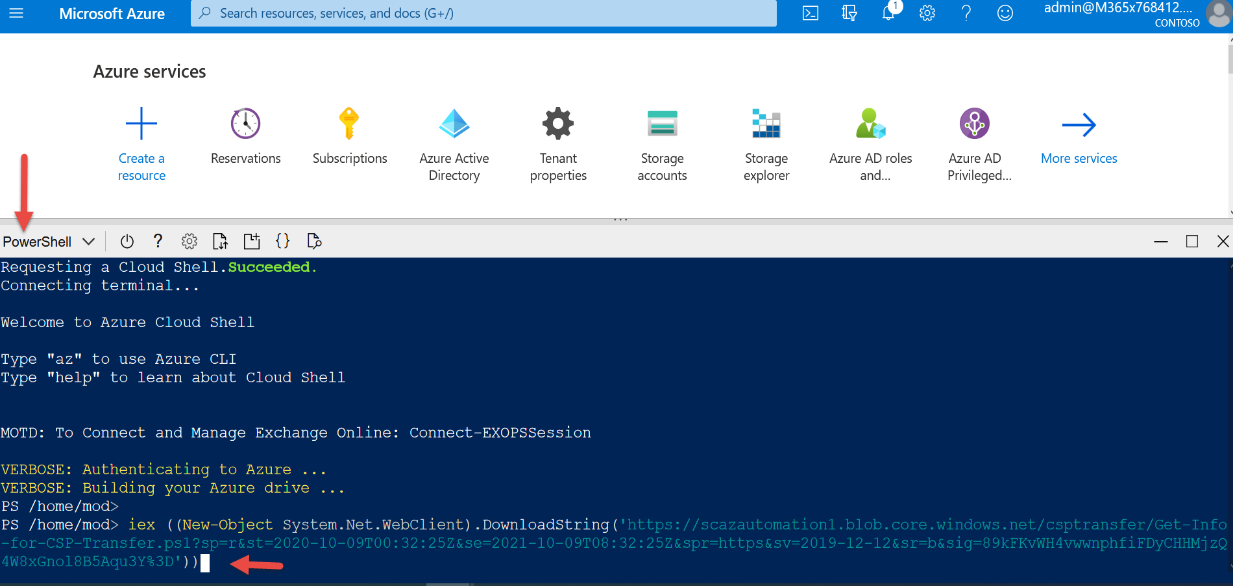 Microsoft Azure
Search resources, services, and docs (G+/)
1
admin@M365x768412....
CONTOSO
Azure services
Create a
resource
Reservations
Subscriptions
Azure Active
Directory
Tenant
properties
Storage
accounts
Storage
explorer
Azure AD roles
and...
Azure AD
Privileged...
More services
PowerShell
Requesting a Cloud Shell.Succeeded.
Connecting terminal...
Welcome to Azure Cloud Shell
Type "az" to use Azure CLI
Type "help" to learn about Cloud Shell
MOTD: To Connect and Manage Exchange Online: Connect-EXOPSSession
VERBOSE: Authenticating to Azure ...
VERBOSE: Building your Azure drive ...
PS /home/mod>
PS /home/mod> iex ((New-Object System.Net.WebClient).DownloadString('https://scazautomation1.blob.core.windows.net/csptransfer/Get-Info
-for-CSP-Transfer.ps1?sp=r&st=2020-10-09T00:32:25Z&se=2021-10-09T08:32:25Z&spr=https&sv=2019-12-12&sr=b&sig=89kFKvWH4vwwnphfiFDyCHHMjzQ
4W8xGnol8B5Aqu3Y%3D'))